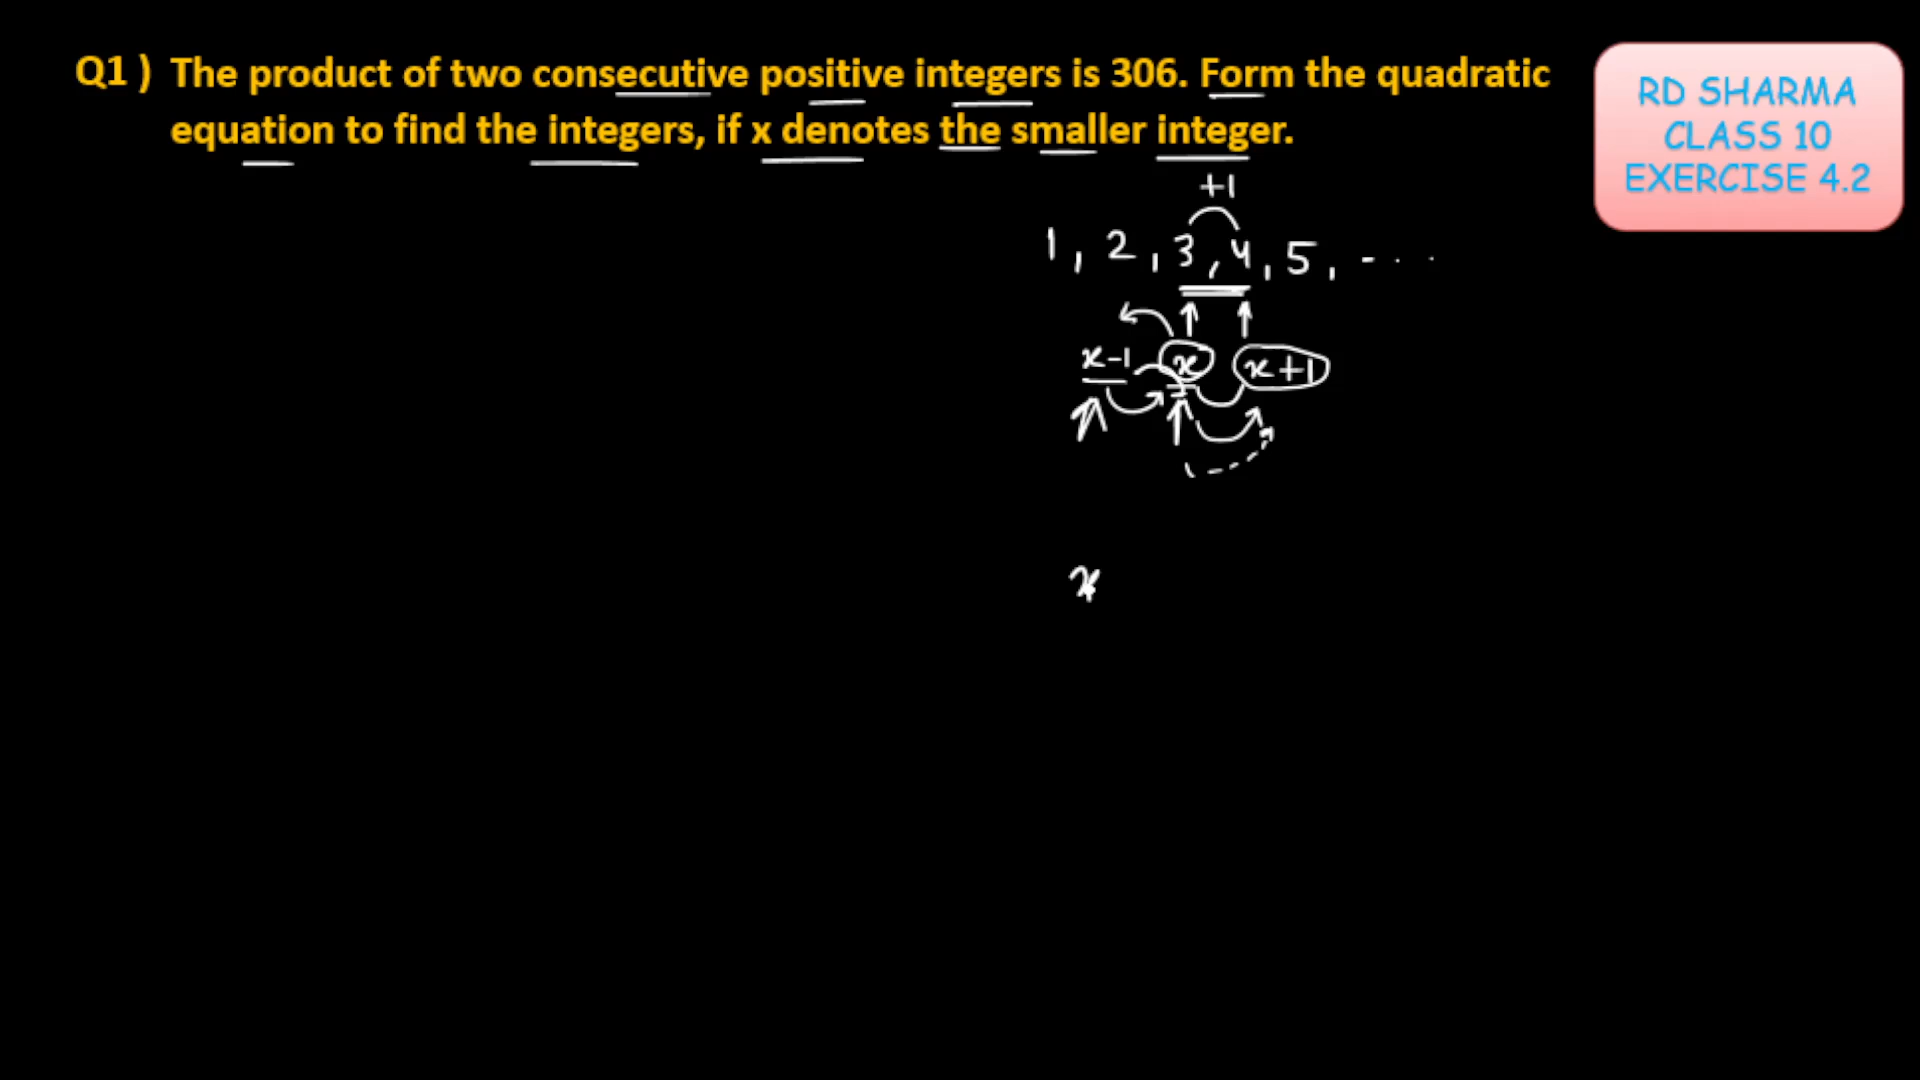 Q1 ) The product of two consecutive positive integers is 306. Form the quadratic
equation to find the integers, if x denotes the smaller integer.
RD SHARMA
CLASS 10
EXERCISE 4.2
+1
1, 2, 3, 4, 5, - . .
x-1 x x+1
x